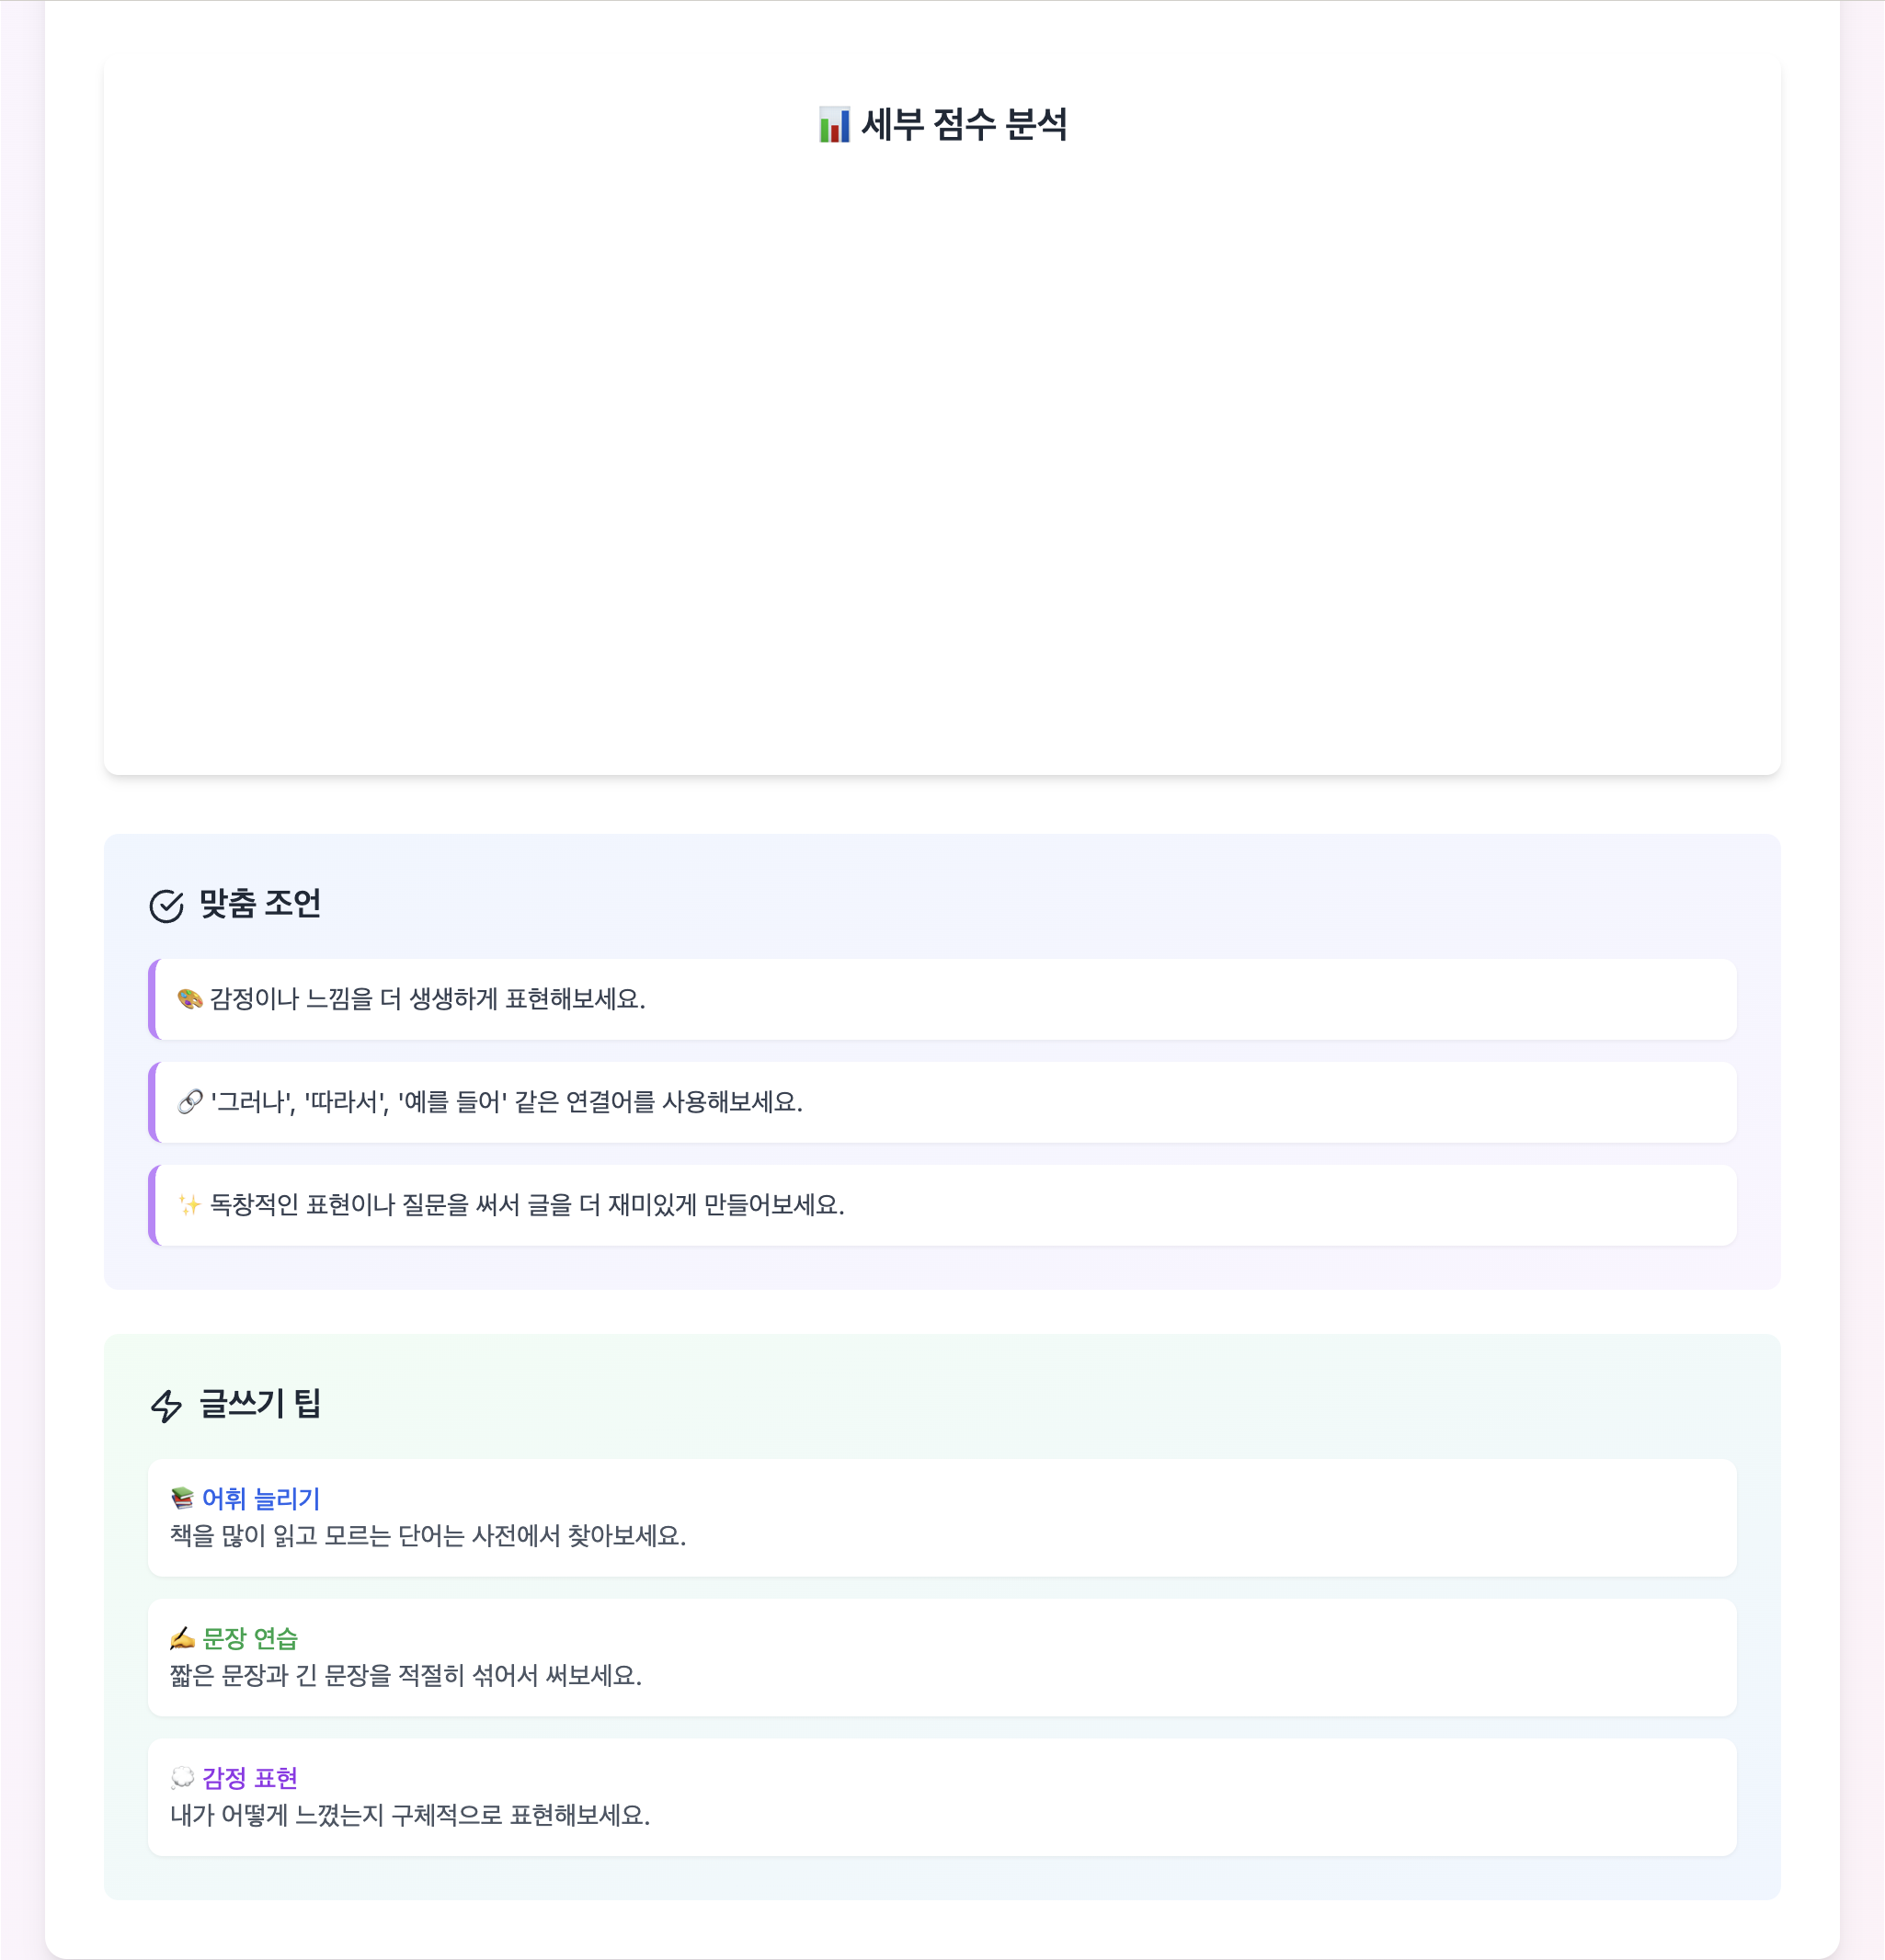 📊 세부 점수 분석
맞춤 조언
🎨 감정이나 느낌을 더 생생하게 표현해보세요.
🔗 '그러나', '따라서', '예를 들어' 같은 연결어를 사용해보세요.
✨ 독창적인 표현이나 질문을 써서 글을 더 재미있게 만들어보세요.
글쓰기 팁
📚 어휘 늘리기
책을 많이 읽고 모르는 단어는 사전에서 찾아보세요.
✍️ 문장 연습
짧은 문장과 긴 문장을 적절히 섞어서 써보세요.
💭 감정 표현
내가 어떻게 느꼈는지 구체적으로 표현해보세요.